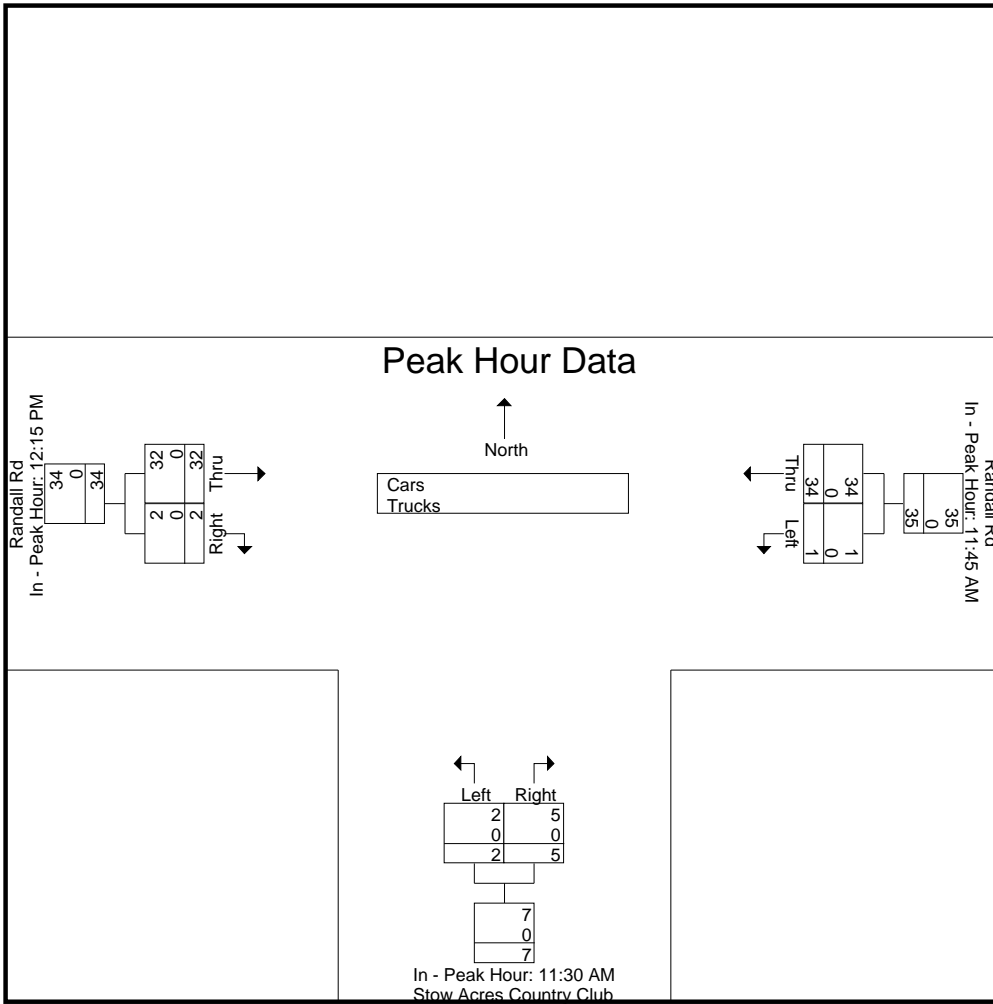 Peak Hour Data
North
Cars
Trucks
Randall Rd
In - Peak Hour: 12:15 PM
34 0 34
32 0 32
Thru
2 0 2
Right
Randall Rd
In - Peak Hour: 11:45 AM
35 0 35
34 0 34
Thru
1 0 1
Left
Left Right
2 5
0 0
2 5
7
0
7
In - Peak Hour: 11:30 AM
Stow Acres Country Club